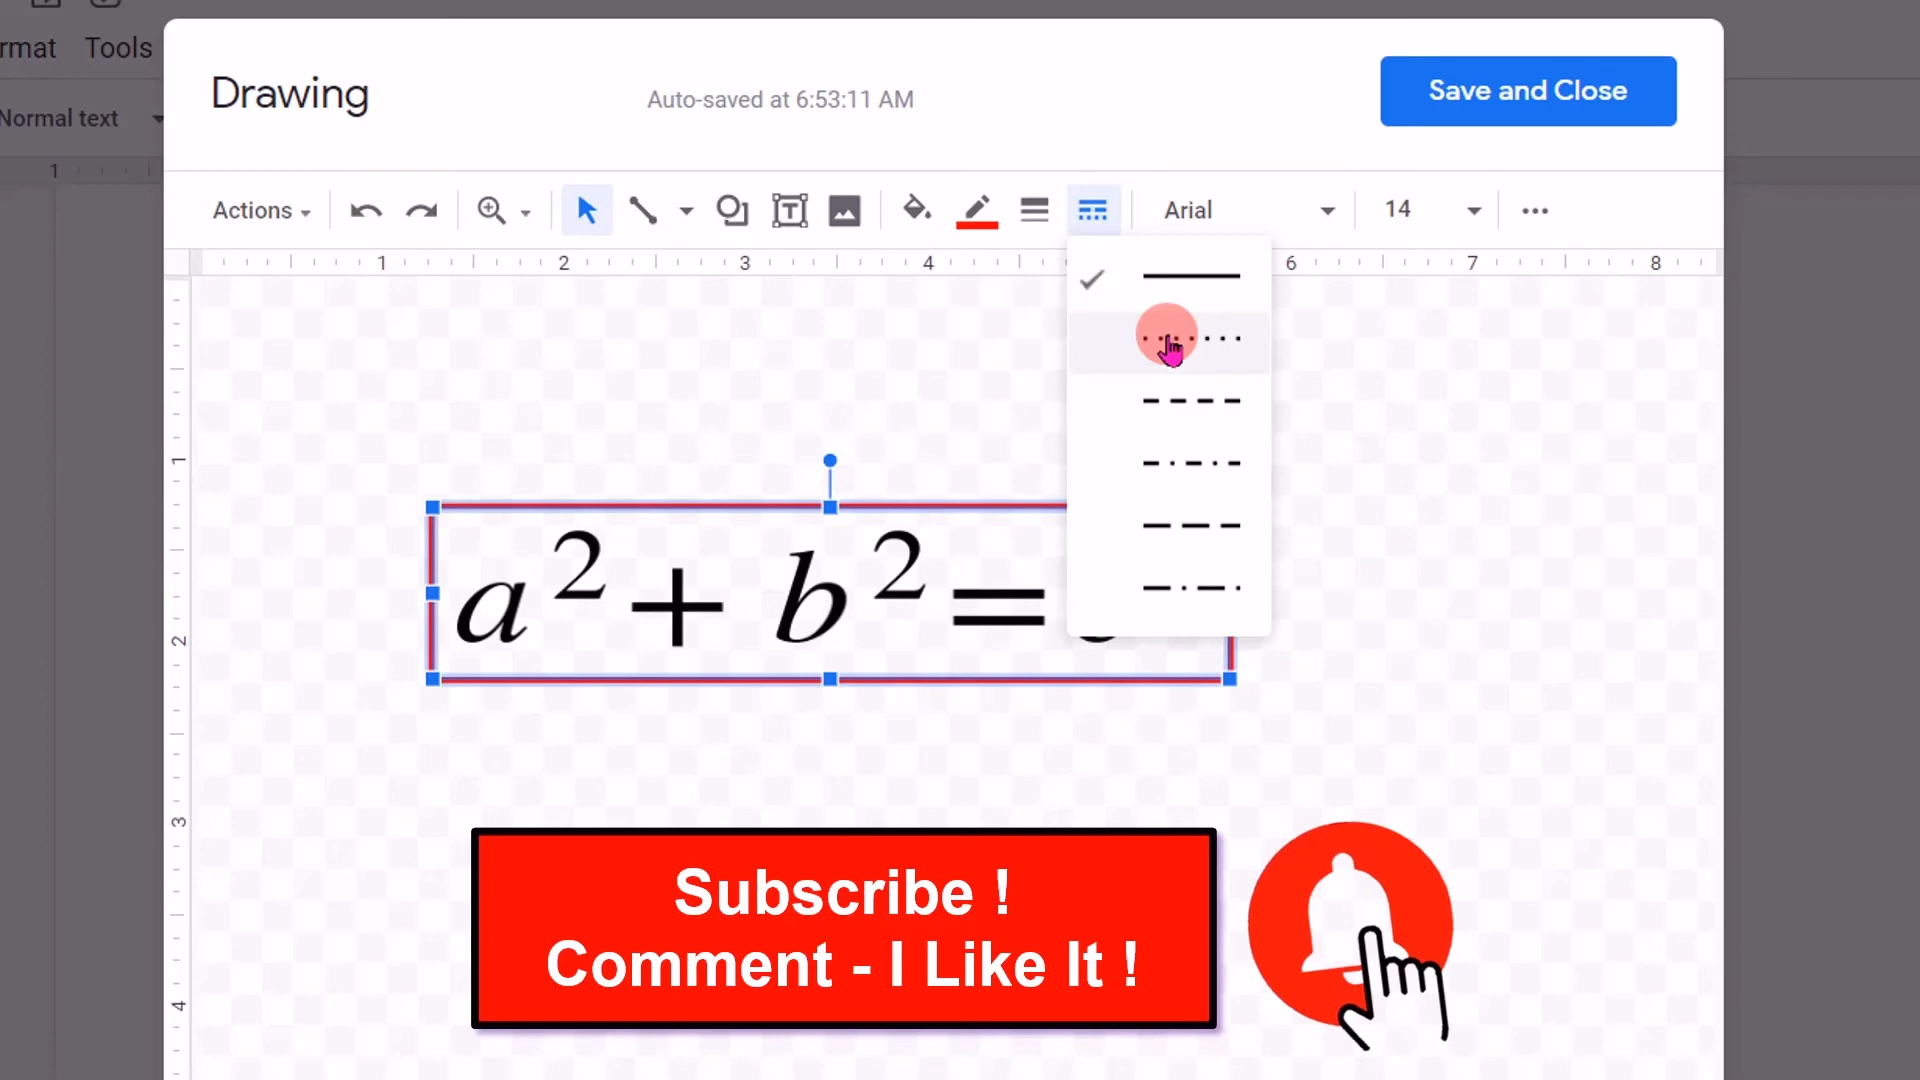 rmat Tools
Normal text
1
Drawing
Auto-saved at 6:53:11 AM
Save and Close
Actions
Arial
14
1 2 3 4 6 7 8
1
2
3
4
a² + b² =
Subscribe !
Comment - I Like It !